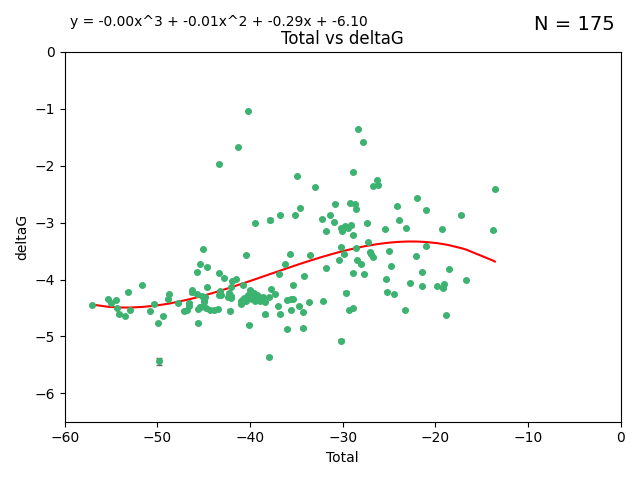 y = -0.00x^3 + -0.01x^2 + -0.29x + -6.10
N = 175
Total vs deltaG
0
−1
−2
−3
−4
−5
−6
deltaG
−60 −50 −40 −30 −20 −10 0
Total